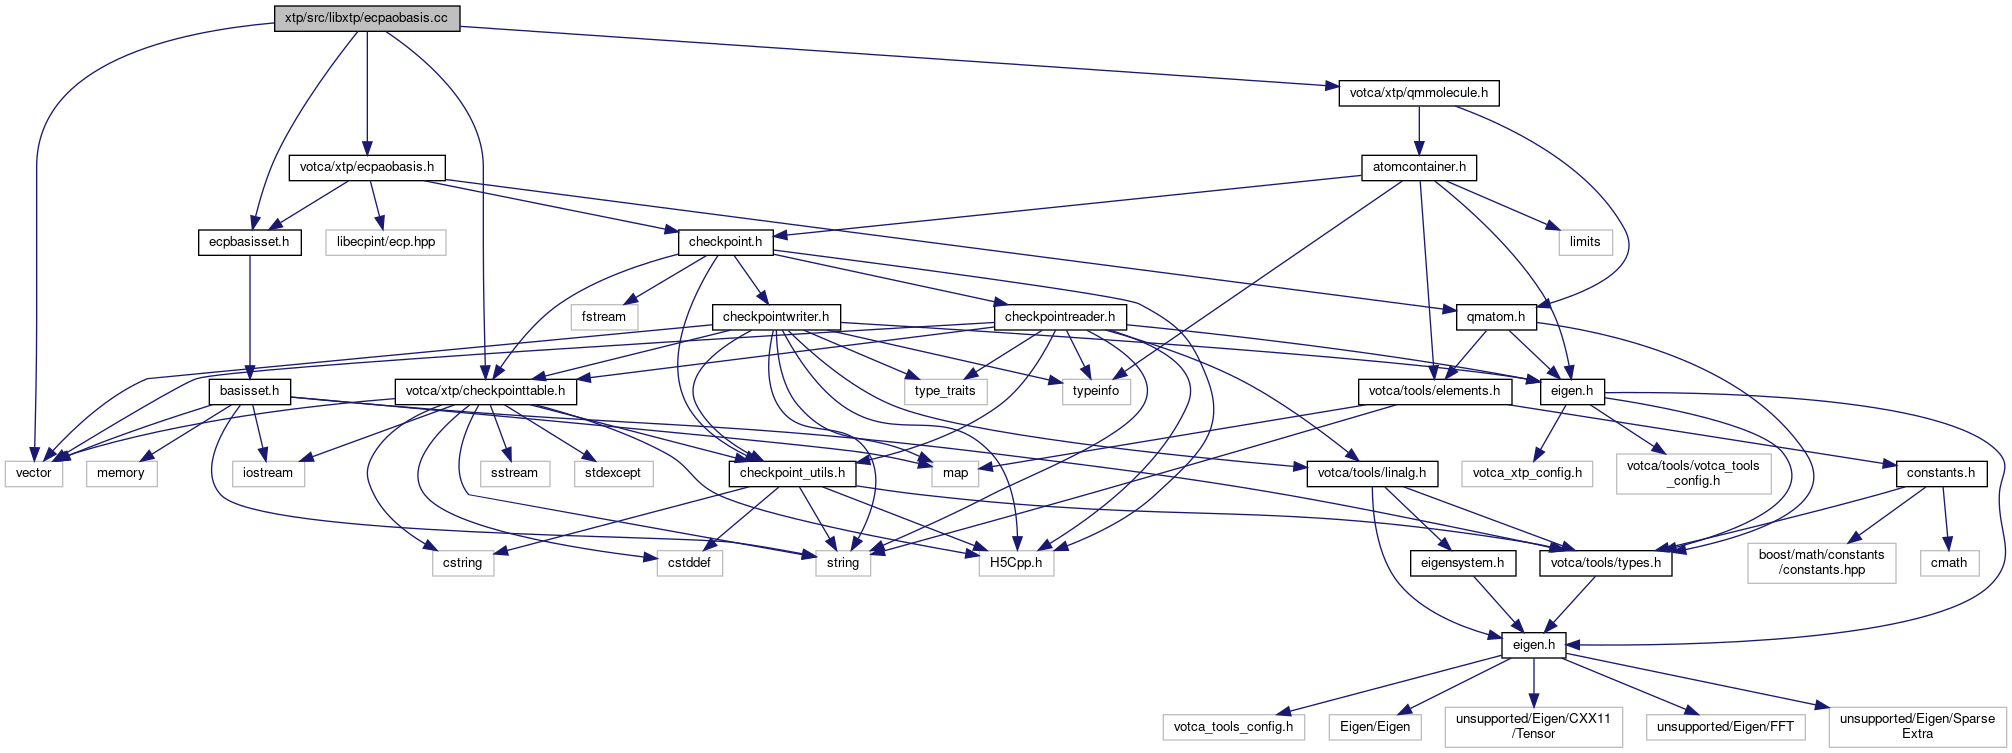 xtp/src/libxtp/ecpaobasis.cc
votca/xtp/qmmolecule.h
votca/xtp/ecpaobasis.h
atomcontainer.h
ecpbasisset.h
libecpint/ecp.hpp
checkpoint.h
limits
fstream
checkpointwriter.h
checkpointreader.h
qmatom.h
basisset.h
votca/xtp/checkpointtable.h
type_traits
typeinfo
votca/tools/elements.h
eigen.h
vector
memory
iostream
sstream
stdexcept
checkpoint_utils.h
map
votca/tools/linalg.h
votca_xtp_config.h
votca/tools/votca_tools
_config.h
constants.h
cstring
cstddef
string
H5Cpp.h
eigensystem.h
votca/tools/types.h
boost/math/constants
/constants.hpp
cmath
eigen.h
votca_tools_config.h
Eigen/Eigen
unsupported/Eigen/CXX11
/Tensor
unsupported/Eigen/FFT
unsupported/Eigen/Sparse
Extra